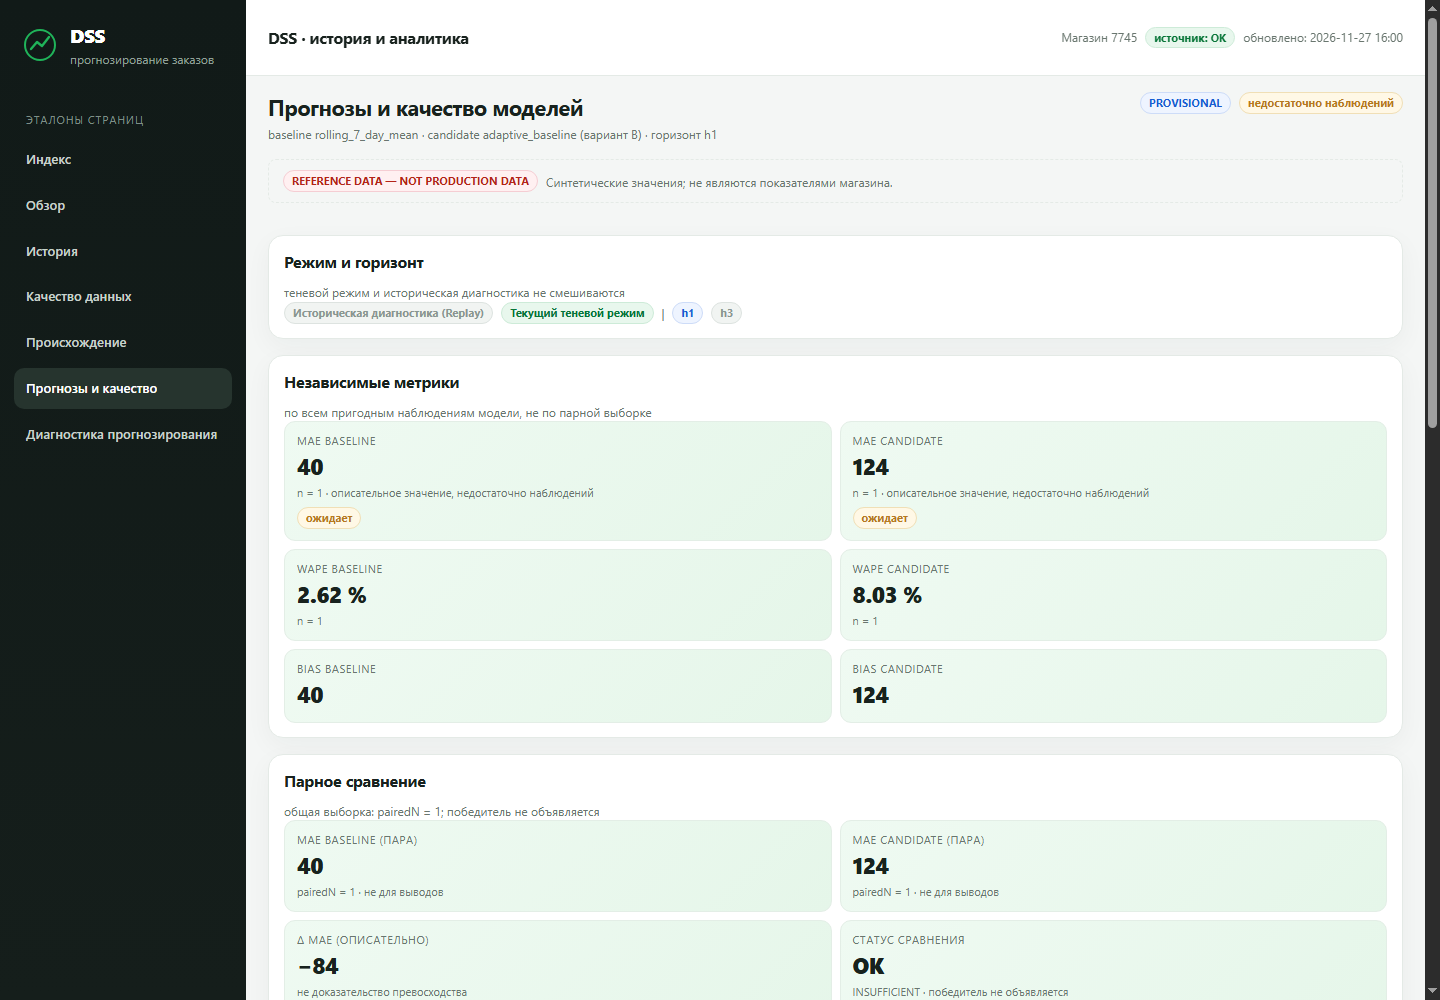 DSS
прогнозирование заказов
ЭТАЛОНЫ СТРАНИЦ
Индекс
Обзор
История
Качество данных
Происхождение
Прогнозы и качество
Диагностика прогнозирования
DSS · история и аналитика
Магазин 7745 источник: OK обновлено: 2026-11-27 16:00
Прогнозы и качество моделей
PROVISIONAL недостаточно наблюдений
baseline rolling_7_day_mean · candidate adaptive_baseline (вариант B) · горизонт h1
REFERENCE DATA — NOT PRODUCTION DATA Синтетические значения; не являются показателями магазина.
Режим и горизонт
теневой режим и историческая диагностика не смешиваются
Историческая диагностика (Replay) Текущий теневой режим | h1 h3
Независимые метрики
по всем пригодным наблюдениям модели, не по парной выборке
MAE BASELINE
40
n = 1 · описательное значение, недостаточно наблюдений
ожидает
MAE CANDIDATE
124
n = 1 · описательное значение, недостаточно наблюдений
ожидает
WAPE BASELINE
2.62 %
n = 1
WAPE CANDIDATE
8.03 %
n = 1
BIAS BASELINE
40
BIAS CANDIDATE
124
Парное сравнение
общая выборка: pairedN = 1; победитель не объявляется
MAE BASELINE (ПАРА)
40
pairedN = 1 · не для выводов
MAE CANDIDATE (ПАРА)
124
pairedN = 1 · не для выводов
Δ MAE (ОПИСАТЕЛЬНО)
−84
не доказательство превосходства
СТАТУС СРАВНЕНИЯ
OK
INSUFFICIENT · победитель не объявляется